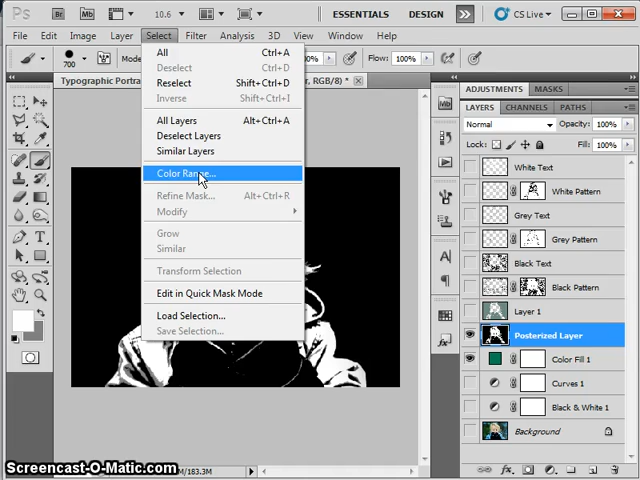 Ps Br Mb 10.6 ESSENTIALS DESIGN CS Live
File Edit Image Layer Select Filter Analysis 3D View Window Help
700 Mode 100% Flow: 100%
Typographic Portra , RGB/8) *
All Ctrl+A
Deselect Ctrl+D
Reselect Shift+Ctrl+D
Inverse Shift+Ctrl+I
All Layers Alt+Ctrl+A
Deselect Layers
Similar Layers
Color Range...
Refine Mask... Alt+Ctrl+R
Modify
Grow
Similar
Transform Selection
Edit in Quick Mask Mode
Load Selection...
Save Selection...
ADJUSTMENTS MASKS
LAYERS CHANNELS PATHS
Normal Opacity: 100%
Lock: Fill: 100%
White Text
White Pattern
Grey Text
Grey Pattern
Black Text
Black Pattern
Layer 1
Posterized Layer
Color Fill 1
Curves 1
Black & White 1
Background
Screencast-O-Matic.com M/183.3M